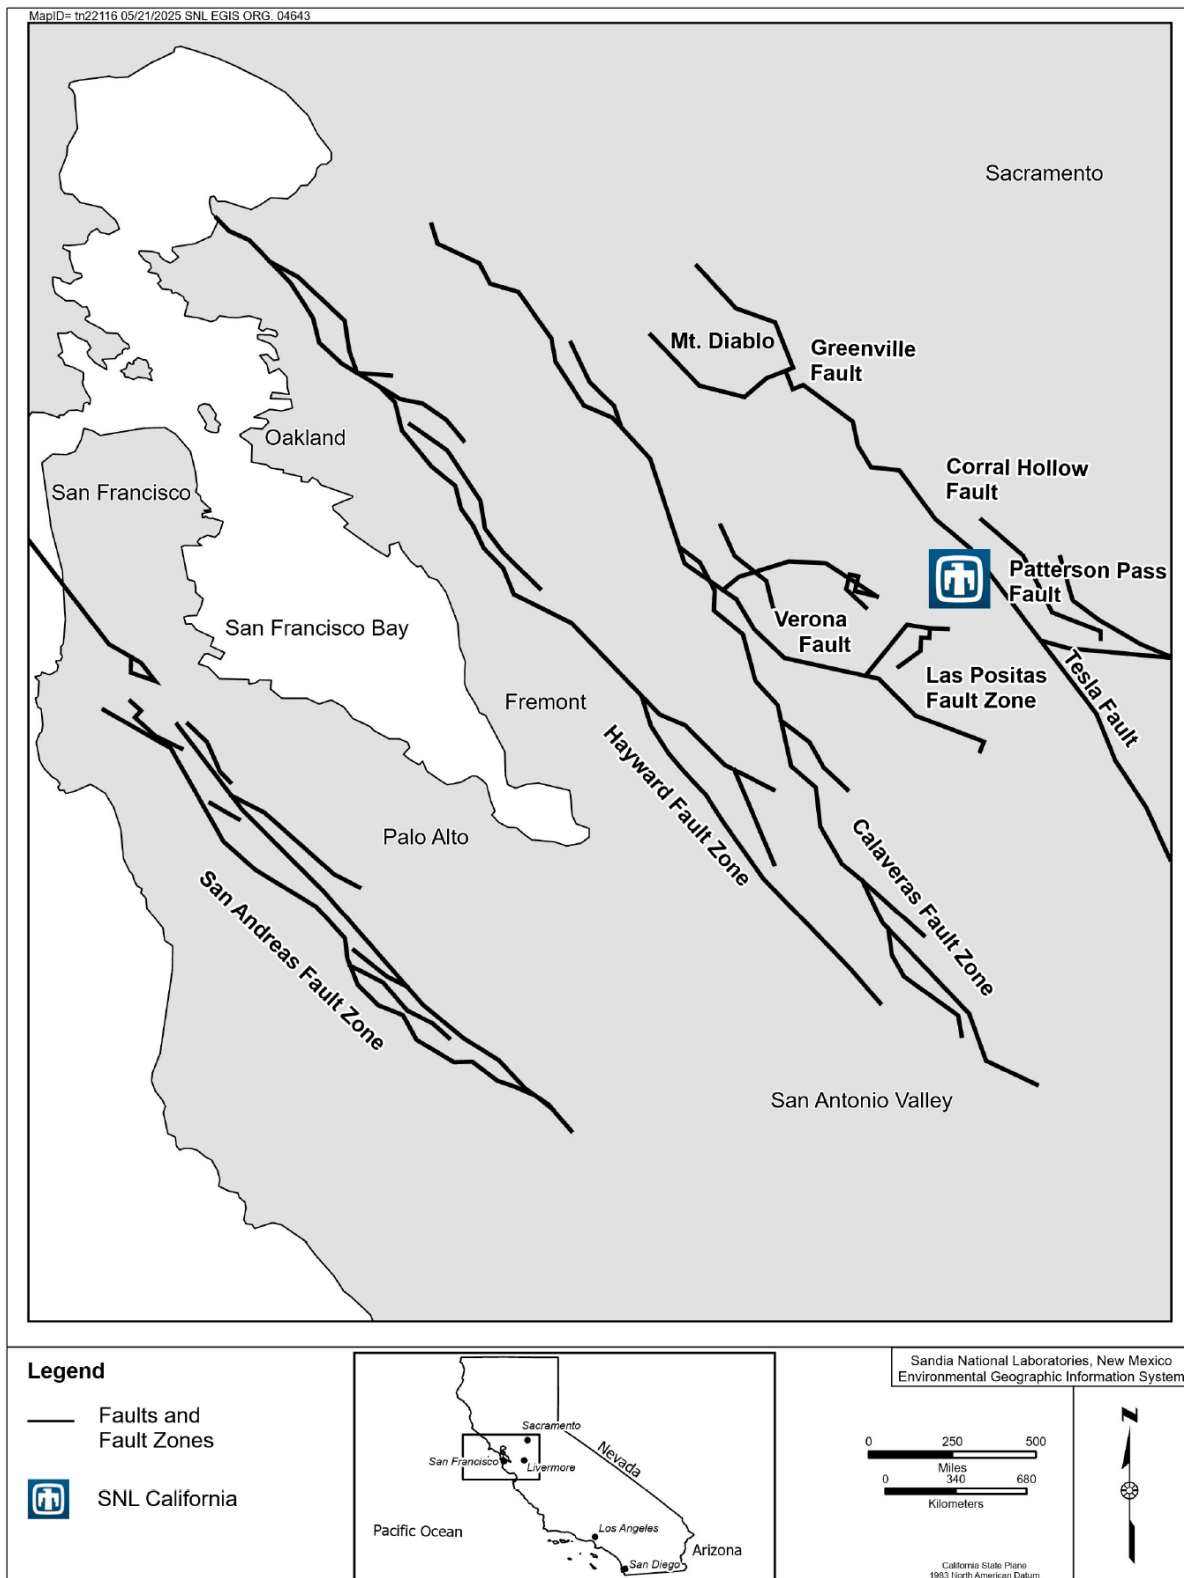 MapID= tn22116 05/21/2025 SNL EGIS ORG. 04643
Sacramento
Mt. Diablo
Greenville
Fault
Oakland
Corral Hollow
Fault
San Francisco
Patterson Pass
Fault
San Francisco Bay
Verona
Fault
Las Positas
Fault Zone
Tesla Fault
Fremont
Hayward Fault Zone
Palo Alto
Calaveras Fault Zone
San Andreas Fault Zone
San Antonio Valley
Legend
Faults and
Fault Zones
SNL California
Sacramento
Nevada
San Francisco
Livermore
Pacific Ocean
Los Angeles
Arizona
San Diego
Sandia National Laboratories, New Mexico
Environmental Geographic Information System
0 250 500
Miles
0 340 680
Kilometers
N
California State Plane
1983 North American Datum